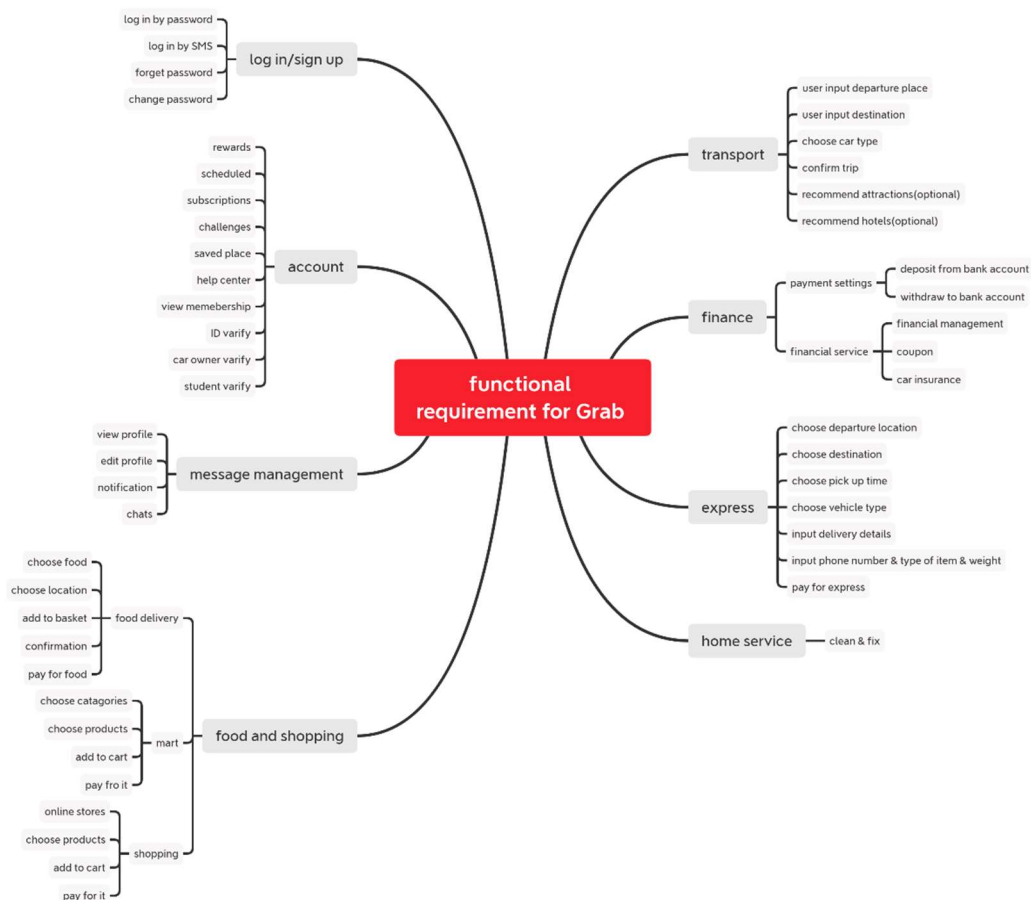 functional
requirement for Grab
log in/sign up
log in by password
log in by SMS
forget password
change password
account
rewards
scheduled
subscriptions
challenges
saved place
help center
view memebership
ID varify
car owner varify
student varify
message management
view profile
edit profile
notification
chats
food and shopping
food delivery
choose food
choose location
add to basket
confirmation
pay for food
mart
choose catagories
choose products
add to cart
pay fro it
shopping
online stores
choose products
add to cart
pay for it
transport
user input departure place
user input destination
choose car type
confirm trip
recommend attractions(optional)
recommend hotels(optional)
finance
payment settings
deposit from bank account
withdraw to bank account
financial service
financial management
coupon
car insurance
express
choose departure location
choose destination
choose pick up time
choose vehicle type
input delivery details
input phone number & type of item & weight
pay for express
home service
clean & fix